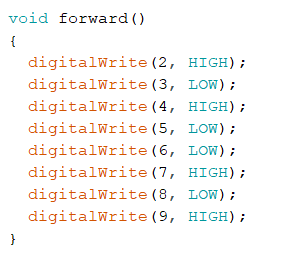 void forward()
{
  digitalWrite(2, HIGH);
  digitalWrite(3, LOW);
  digitalWrite(4, HIGH);
  digitalWrite(5, LOW);
  digitalWrite(6, LOW);
  digitalWrite(7, HIGH);
  digitalWrite(8, LOW);
  digitalWrite(9, HIGH);
}